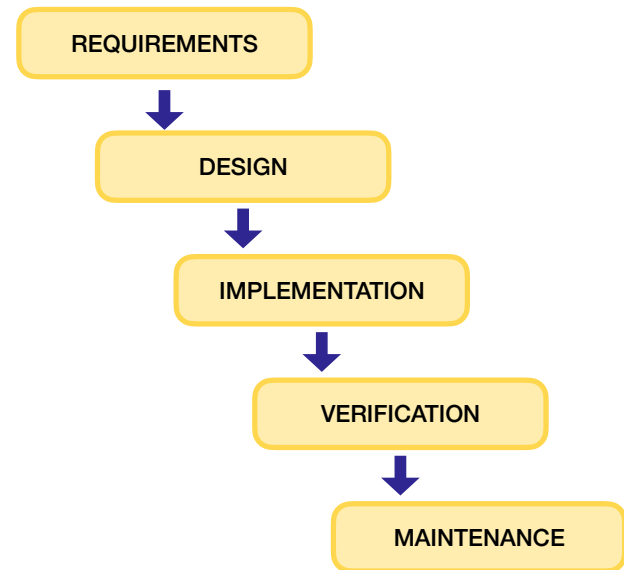 REQUIREMENTS
DESIGN
IMPLEMENTATION
VERIFICATION
MAINTENANCE